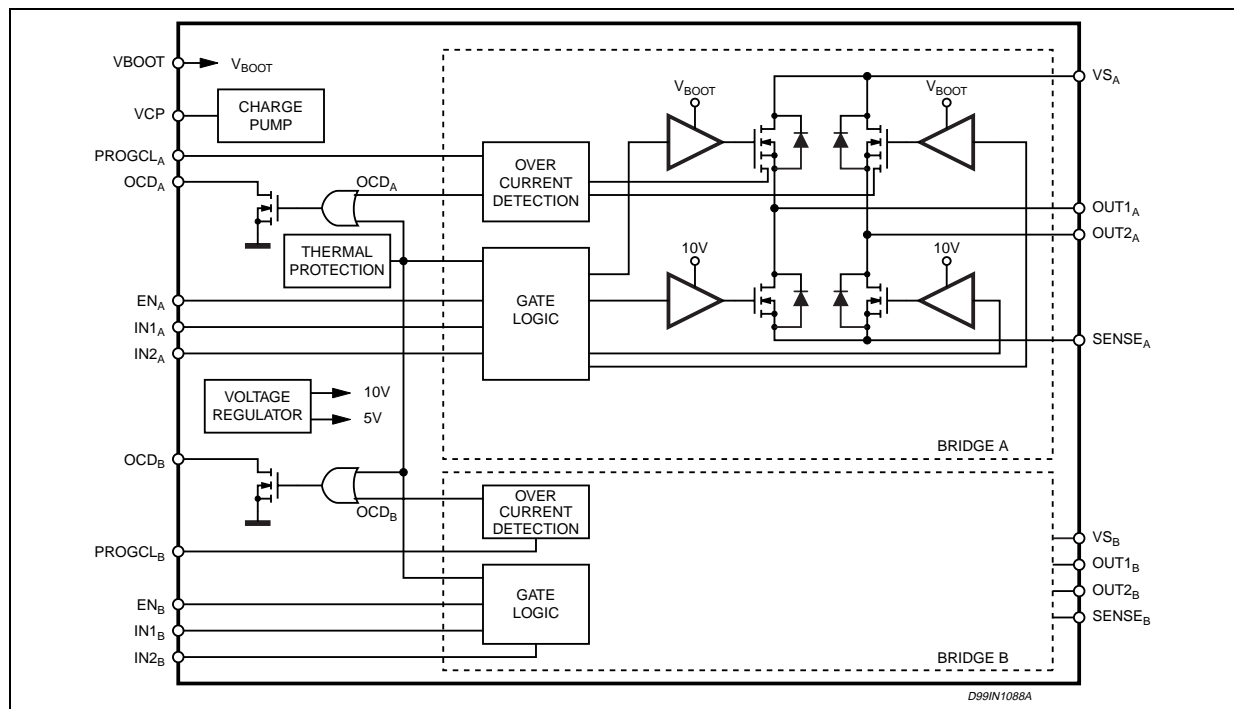 VBOOT
VBOOT
VCP
CHARGE
PUMP
PROGCLA
OCDA
OCDA
OVER
CURRENT
DETECTION
THERMAL
PROTECTION
ENA
IN1A
IN2A
GATE
LOGIC
VOLTAGE
REGULATOR
10V
5V
VBOOT
VBOOT
10V
10V
VSA
OUT1A
OUT2A
SENSEA
BRIDGE A
OCDB
OCDB
OVER
CURRENT
DETECTION
PROGCLB
ENB
IN1B
IN2B
GATE
LOGIC
VSB
OUT1B
OUT2B
SENSEB
BRIDGE B
D99IN1088A